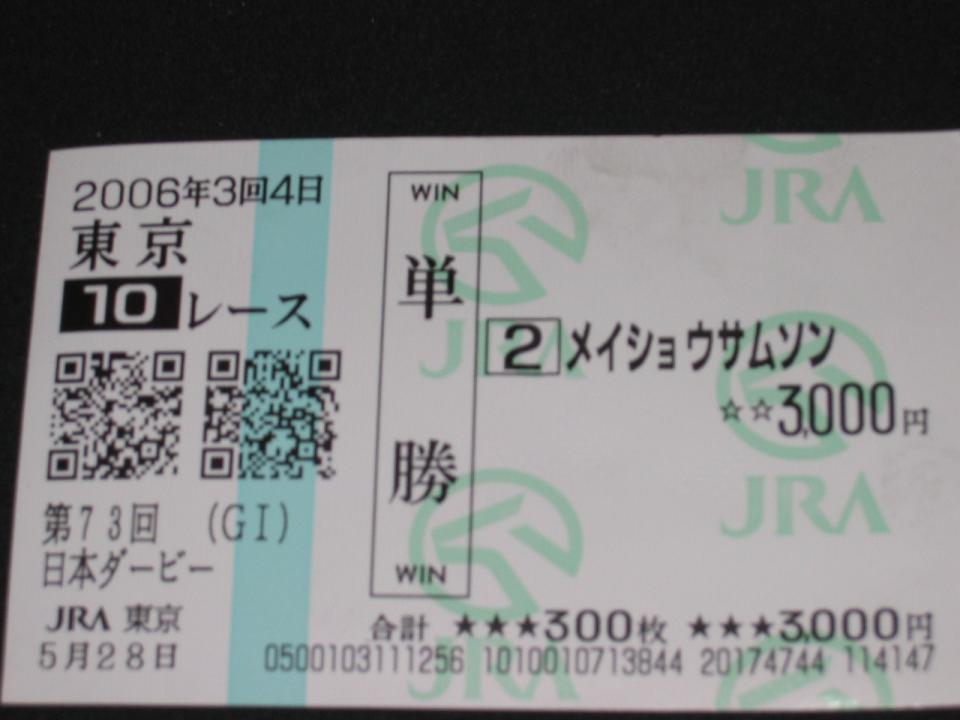 2006年3回4日
東京
10レース
第73回 (GI)
日本ダービー
JRA 東京
5月28日
WIN
単勝
WIN
2 メイショウサムソン
☆☆3,000円
合計 ★★★300枚 ★★★3,000円
0500103111256 1010010713844 20174744 114147
JRA
JRA
JRA
JRA